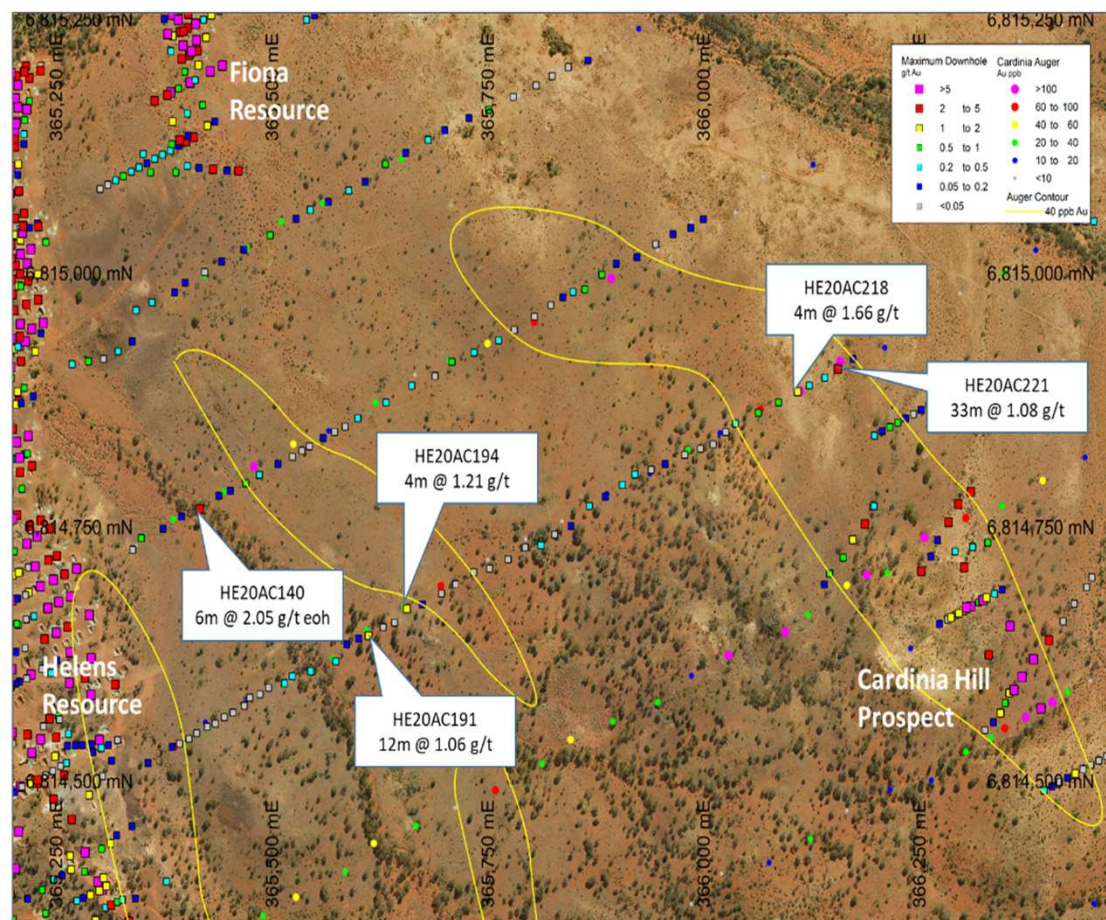 6,815,250 mN
6,815,250 mN
365,250 mE
365,500 mE
365,750 mE
366,000 mE
366,250 mE
Fiona
Resource
Maximum Downhole
g/t Au
>5
2 to 5
1 to 2
0.5 to 1
0.2 to 0.5
0.05 to 0.2
<0.05
Cardinia Auger
Au ppb
>100
60 to 100
40 to 60
20 to 40
10 to 20
<10
Auger Contour
40 ppb Au
6,815,000 mN
6,815,000 mN
HE20AC218
4m @ 1.66 g/t
HE20AC221
33m @ 1.08 g/t
HE20AC194
4m @ 1.21 g/t
6,814,750 mN
6,814,750 mN
HE20AC140
6m @ 2.05 g/t eoh
Helens
Resource
Cardinia Hill
Prospect
HE20AC191
12m @ 1.06 g/t
6,814,500 mN
6,814,500 mN
365,250 mE
365,500 mE
365,750 mE
366,000 mE
366,250 mE